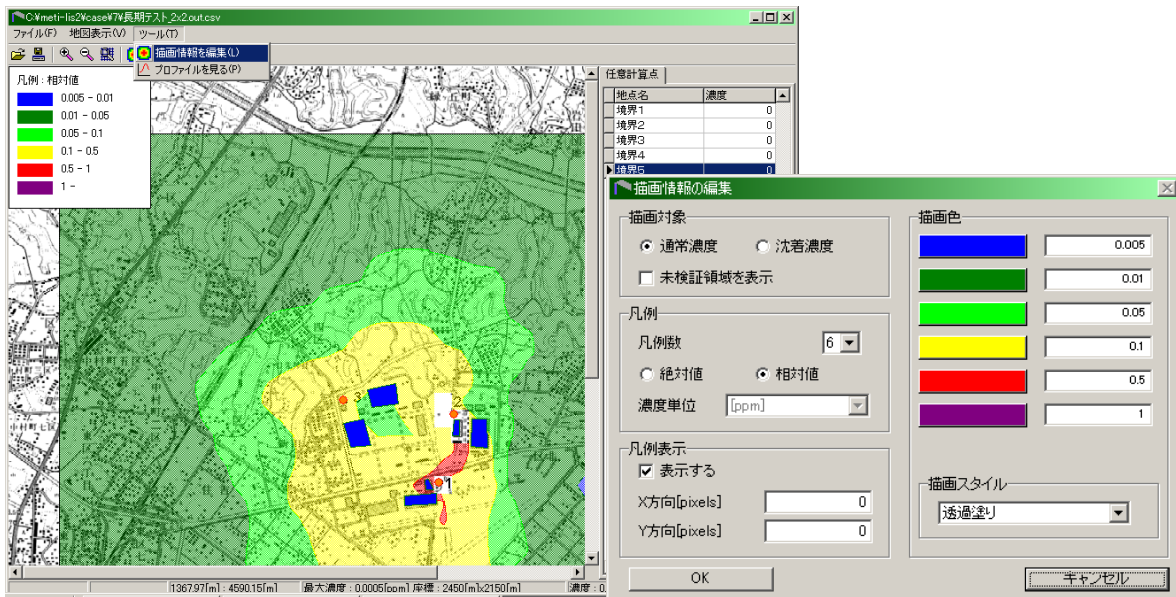 C:¥meti-lis2¥case¥7¥長期テスト_2x2.out.csv
ファイル(F) 地図表示(V) ツール(T)
描画情報を編集(L)
プロファイルを見る(P)
凡例 : 相対値
0.005 - 0.01
0.01 - 0.05
0.05 - 0.1
0.1 - 0.5
0.5 - 1
1 -
3
2
1
任意計算点
地点名 濃度
境界1 0
境界2 0
境界3 0
境界4 0
境界5 0
1367.97[m] : 4590.15[m] 最大濃度 : 0.0005[ppm] 座標 : 2450[m]x2150[m] 濃度 : 0.
描画情報の編集
描画対象
通常濃度 沈着濃度
未検証領域を表示
凡例
凡例数 6
絶対値 相対値
濃度単位 [ppm]
凡例表示
表示する
X方向[pixels] 0
Y方向[pixels] 0
描画色
0.005
0.01
0.05
0.1
0.5
1
描画スタイル
透過塗り
OK キャンセル